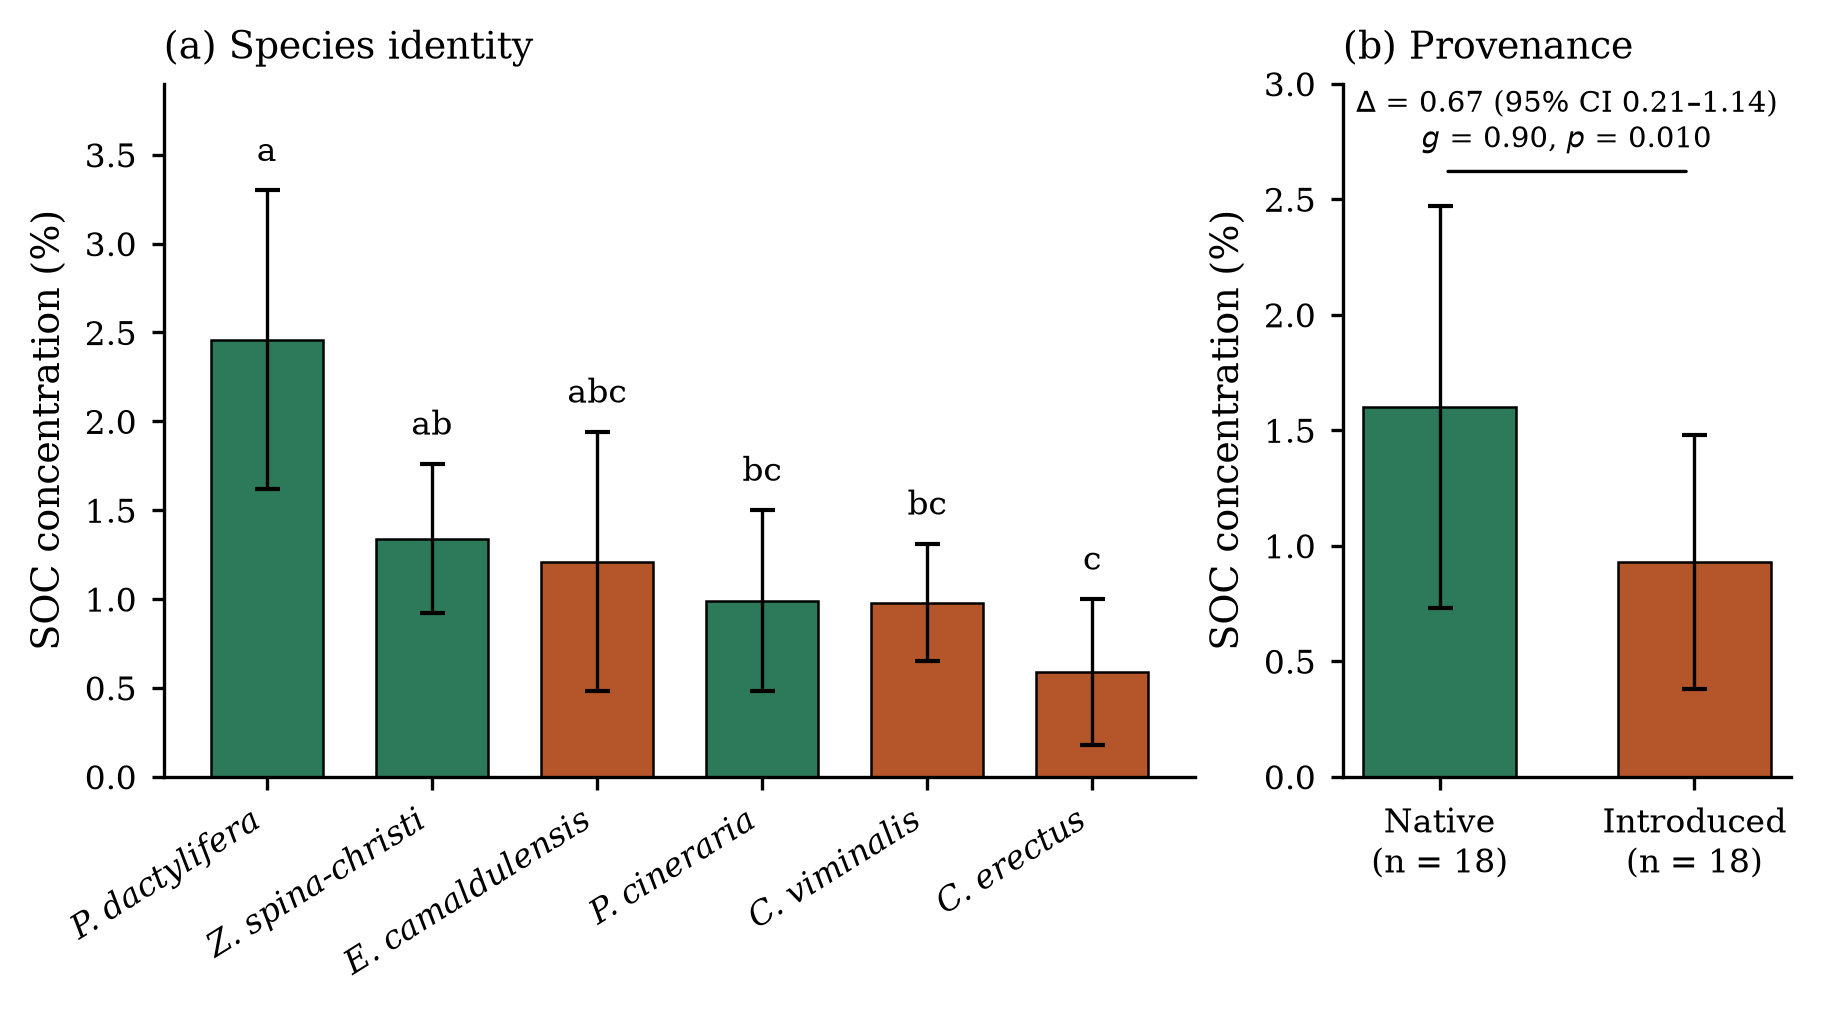 (a) Species identity
SOC concentration (%)
3.5
3.0
2.5
2.0
1.5
1.0
0.5
0.0
a
ab
abc
bc
bc
c
P. dactylifera
Z. spina-christi
E. camaldulensis
P. cineraria
C. viminalis
C. erectus
(b) Provenance
SOC concentration (%)
3.0
2.5
2.0
1.5
1.0
0.5
0.0
Δ = 0.67 (95% CI 0.21–1.14)
g = 0.90, p = 0.010
Native
(n = 18)
Introduced
(n = 18)